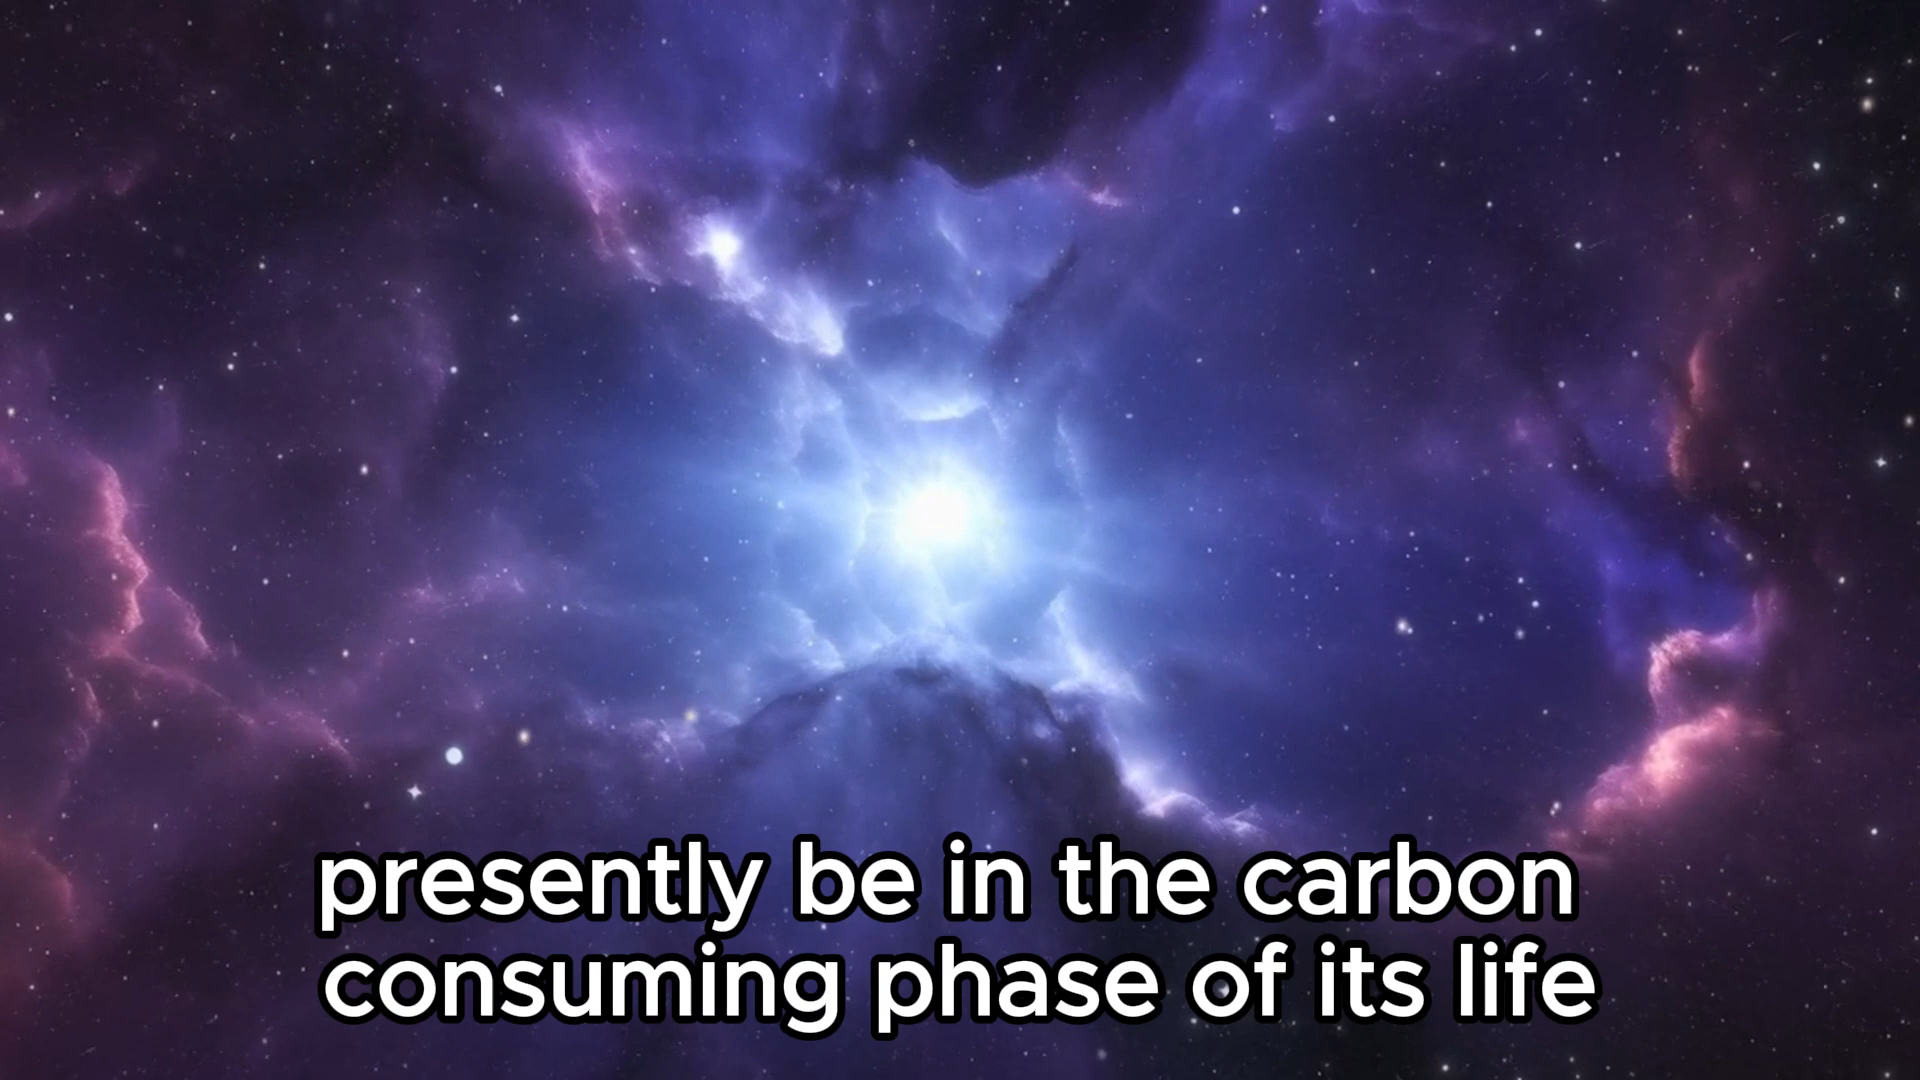 presently be in the carbon
consuming phase of its life